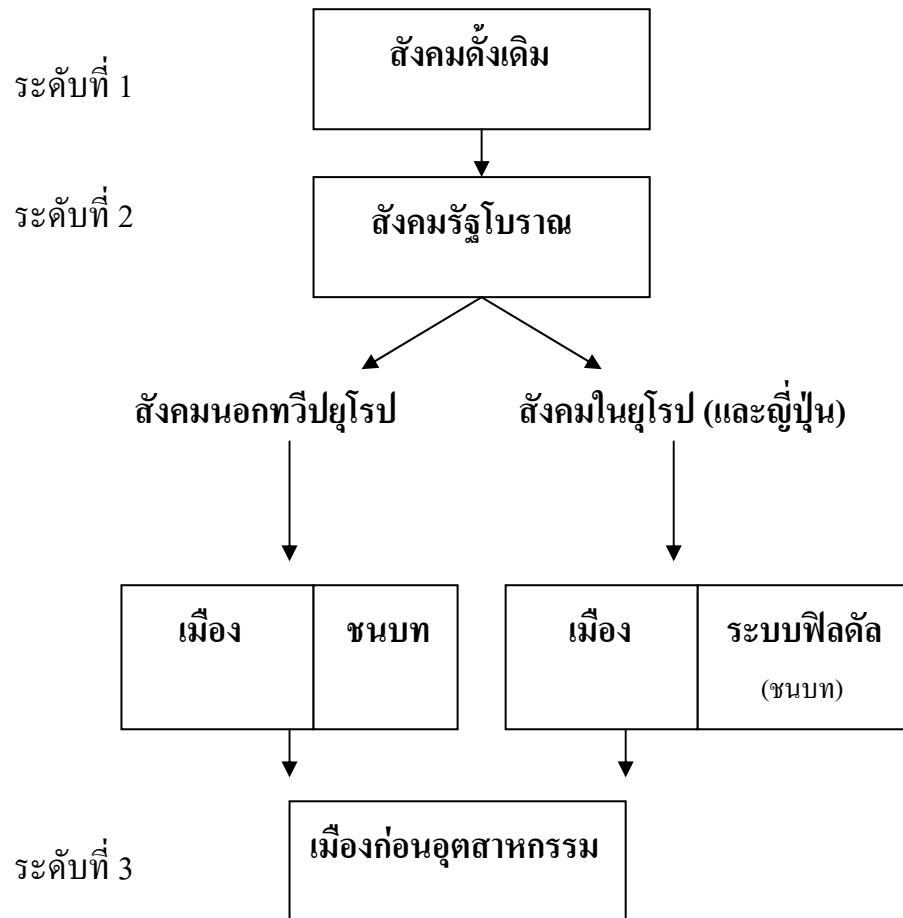 สังคมดั้งเดิม
ระดับที่ 1
ระดับที่ 2
สังคมรัฐโบราณ
สังคมนอกทวีปยุโรป
สังคมในยุโรป (และญี่ปุ่น)
เมือง
ชนบท
เมือง
ระบบฟิลดัล
(ชนบท)
เมืองก่อนอุตสาหกรรม
ระดับที่ 3